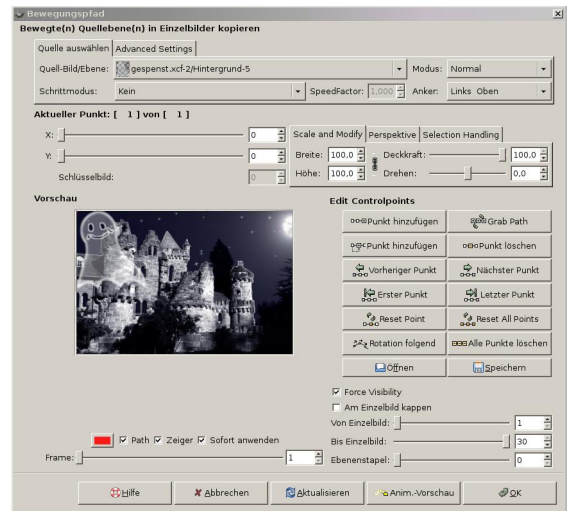 Bewegungspfad
Bewegte(n) Quellebene(n) in Einzelbilder kopieren
Quelle auswählen Advanced Settings
Quell-Bild/Ebene: gespenst.xcf-2/Hintergrund-5 Modus: Normal
Schrittmodus: Kein SpeedFactor: 1,000 Anker: Links Oben
Aktueller Punkt: [ 1 ] von [ 1 ]
X: 0 Scale and Modify Perspektive Selection Handling
Y: 0 Breite: 100,0 Deckkraft: 100,0
Schlüsselbild: 0 Höhe: 100,0 Drehen: 0,0
Vorschau Edit Controlpoints
Punkt hinzufügen Grab Path
Punkt hinzufügen Punkt löschen
Vorheriger Punkt Nächster Punkt
Erster Punkt Letzter Punkt
Reset Point Reset All Points
Rotation folgend Alle Punkte löschen
Öffnen Speichern
Force Visibility
Am Einzelbild kappen
Von Einzelbild: 1
Path Zeiger Sofort anwenden Bis Einzelbild: 30
Frame: 1 Ebenenstapel: 0
Hilfe Abbrechen Aktualisieren Anim.-Vorschau OK